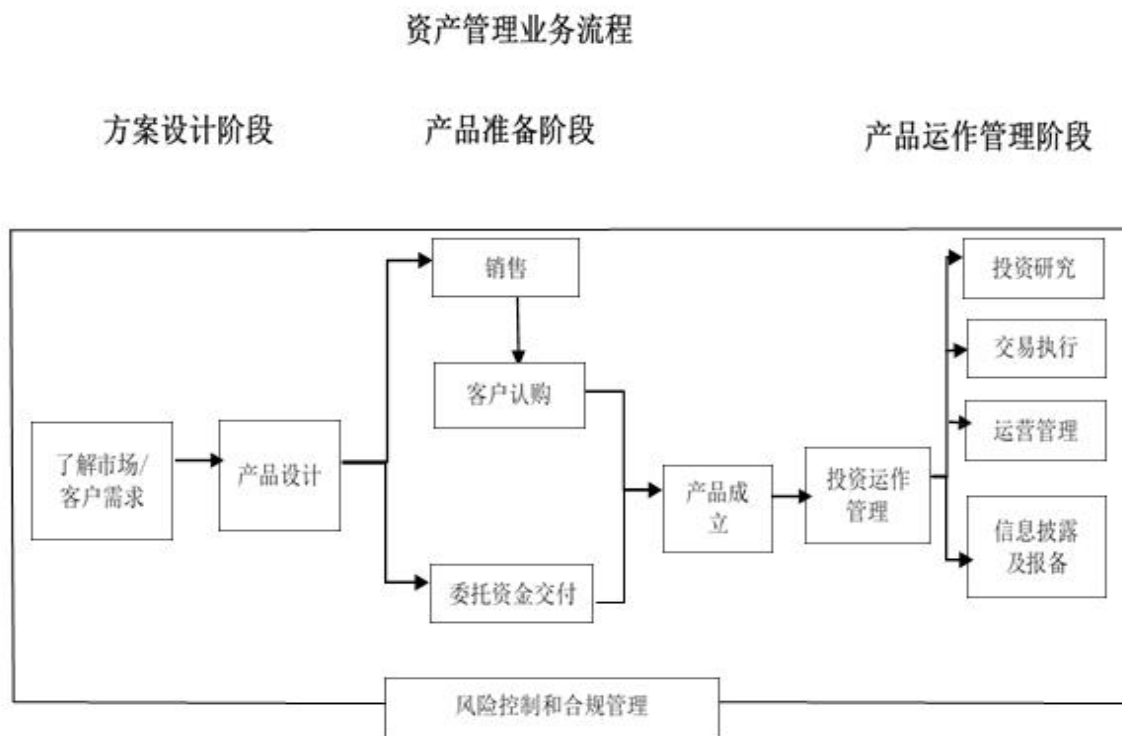 资产管理业务流程
方案设计阶段
产品准备阶段
产品运作管理阶段
了解市场/
客户需求
产品设计
销售
客户认购
委托资金交付
产品成
立
投资运作
管理
投资研究
交易执行
运营管理
信息披露
及报备
风险控制和合规管理